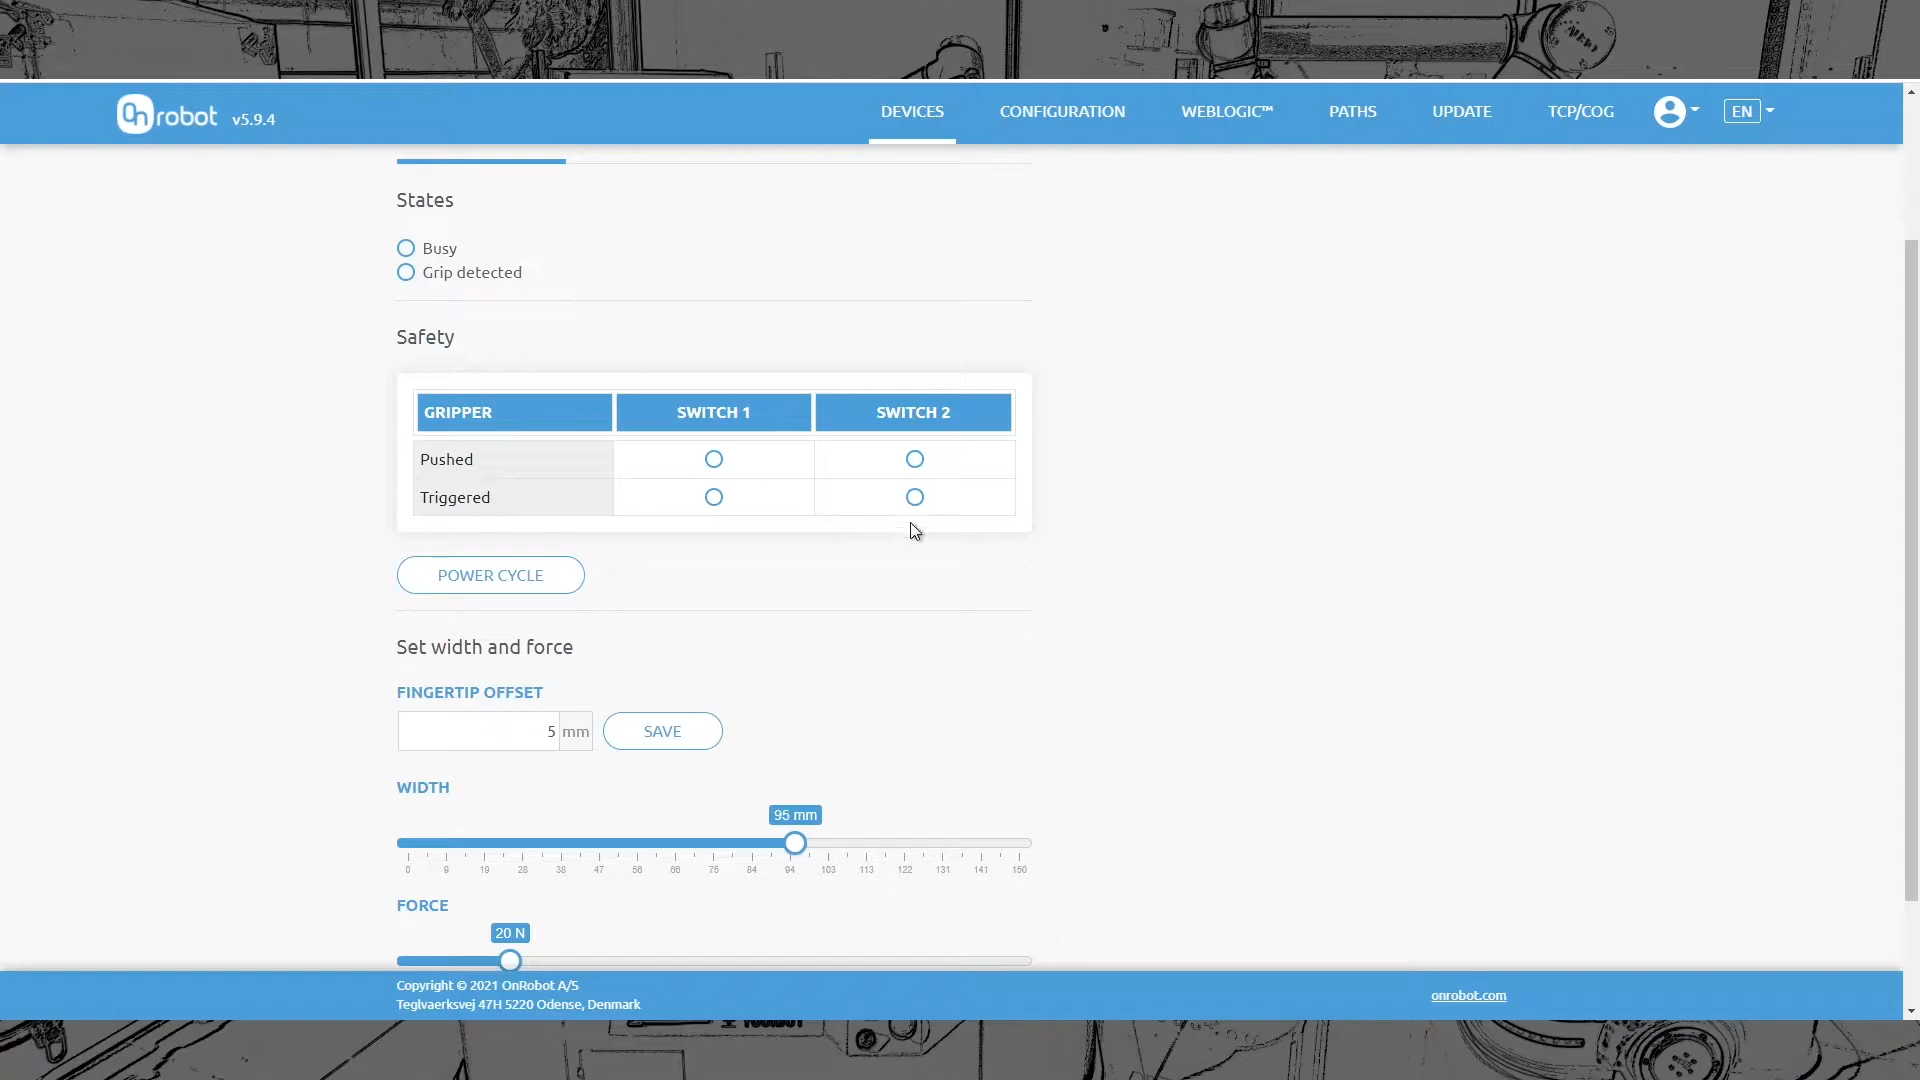 OnRobot v5.9.4
DEVICES CONFIGURATION WEBLOGIC™ PATHS UPDATE TCP/COG EN
States
Busy
Grip detected
Safety
GRIPPER SWITCH 1 SWITCH 2
Pushed
Triggered
POWER CYCLE
Set width and force
FINGERTIP OFFSET
5 mm SAVE
WIDTH
95 mm
0 9 19 28 38 47 56 66 75 84 94 103 113 122 131 141 150
FORCE
20 N
Copyright © 2021 OnRobot A/S
Teglvaerksvej 47H 5220 Odense, Denmark
onrobot.com